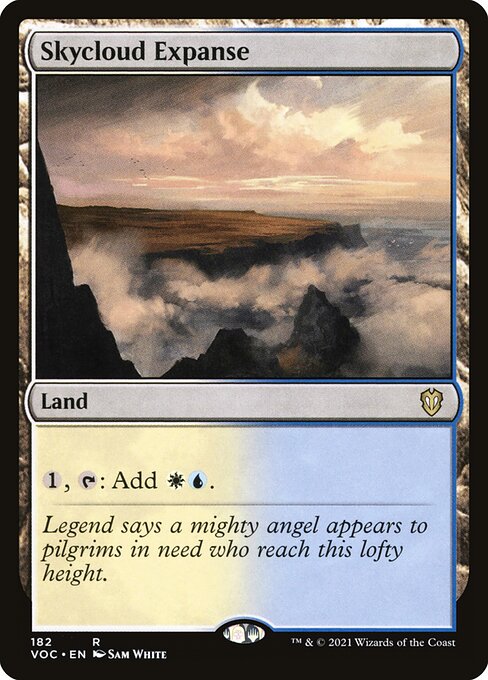 Skycloud Expanse
Land
1, T: Add.
Legend says a mighty angel appears to
pilgrims in need who reach this lofty
height.
182 R
VOC • EN Sam White
™ & © 2021 Wizards of the Coast